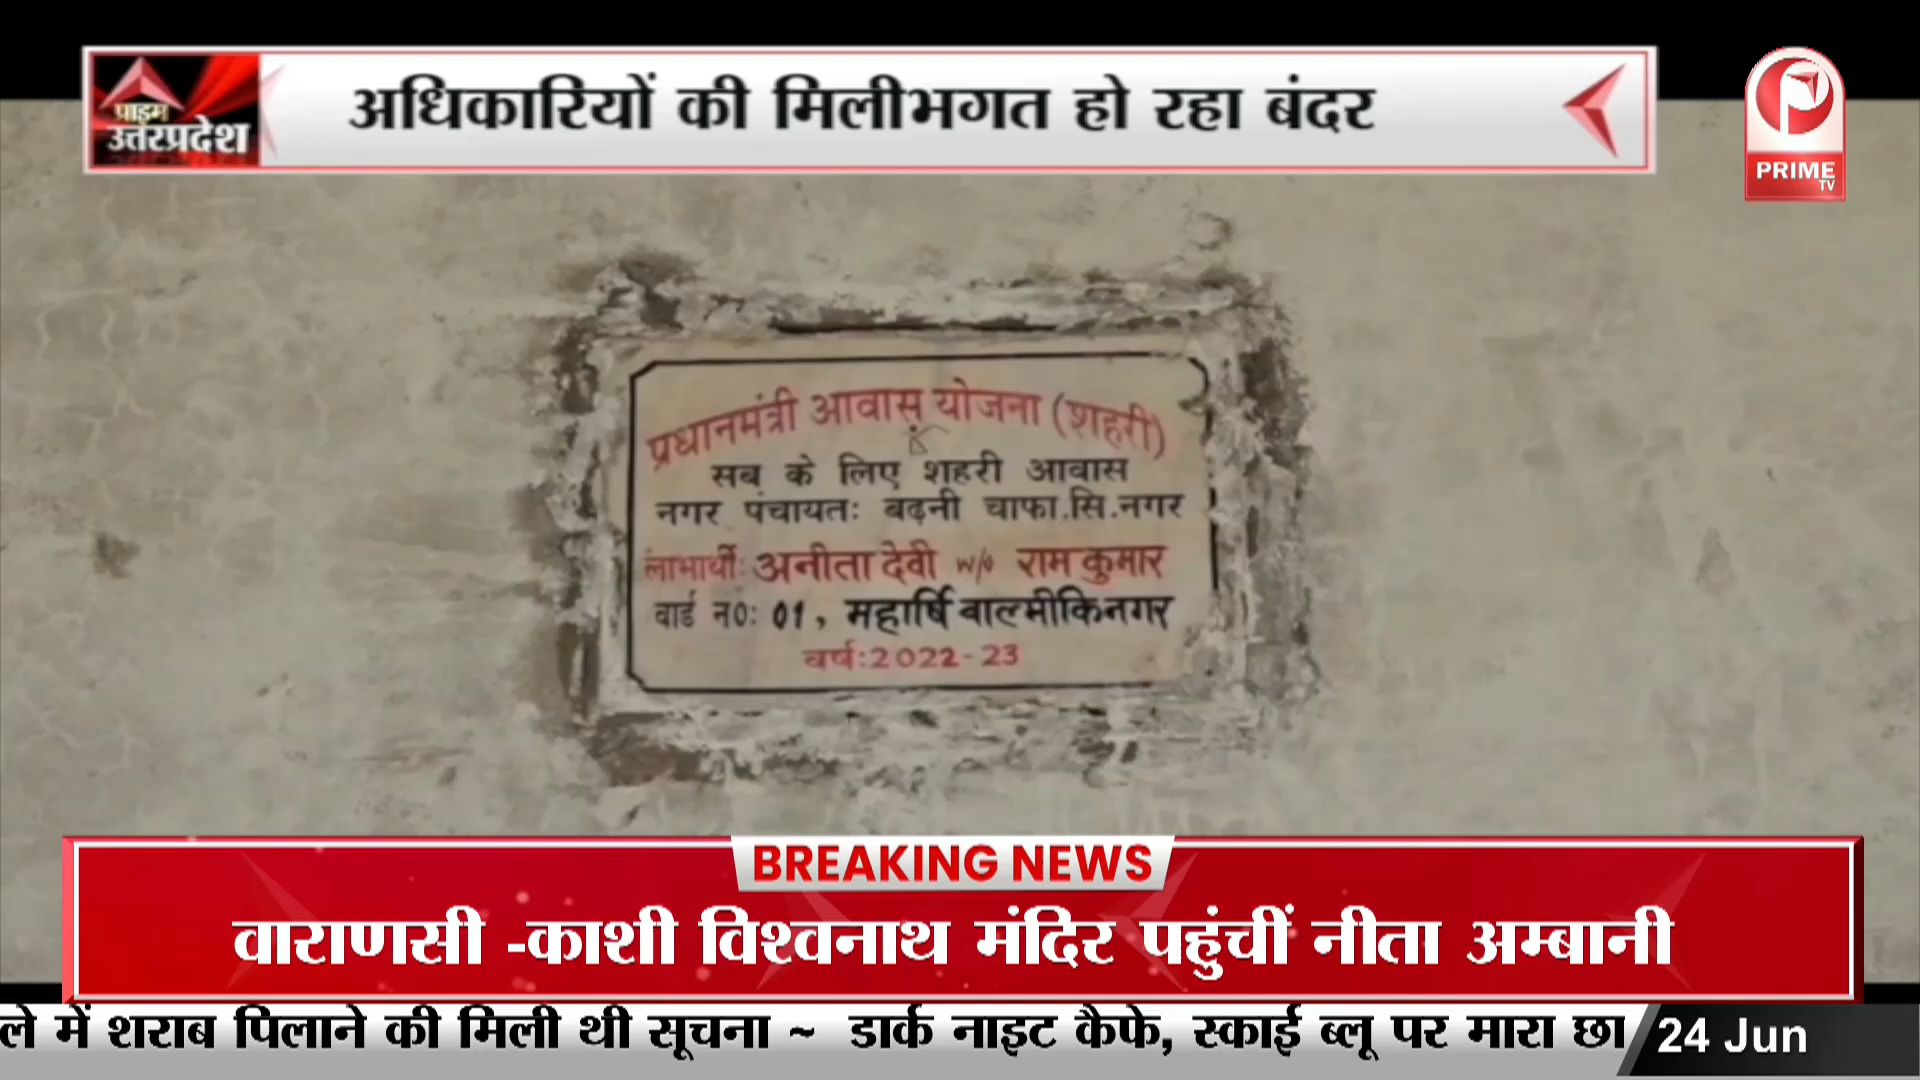 प्राइम
उत्तरप्रदेश
अधिकारियों की मिलीभगत हो रहा बंदर
PRIME
TV
प्रधानमंत्री आवास योजना (शहरी)
सब के लिए शहरी आवास
नगर पंचायतः बढ़नी चाफा.सि.नगर
लाभार्थीः अनीता देवी w/o राम कुमार
वार्ड न०: 01, महार्षि वाल्मीकिनगर
वर्ष:2022-23
BREAKING NEWS
वाराणसी -काशी विश्वनाथ मंदिर पहुंचीं नीता अम्बानी
ले में शराब पिलाने की मिली थी सूचना ~ डार्क नाइट कैफे, स्काई ब्लू पर मारा छा
24 Jun